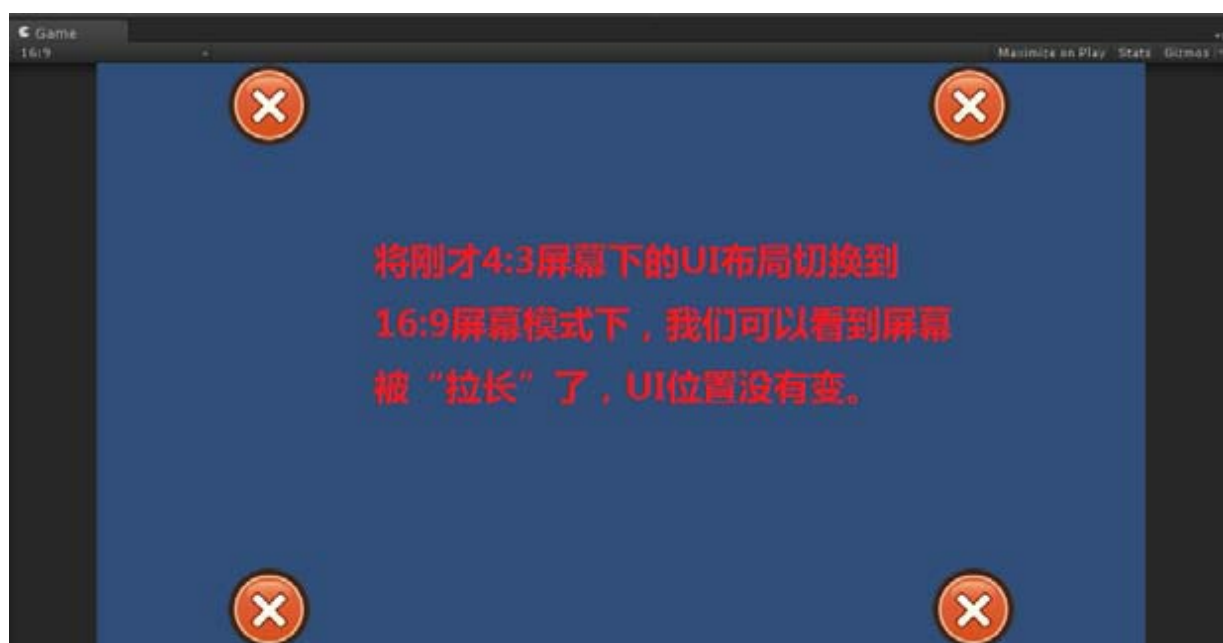 Game
16:9
Maximize on Play Stats Gizmos
将刚才4:3屏幕下的UI布局切换到
16:9屏幕模式下，我们可以看到屏幕
被“拉长”了，UI位置没有变。